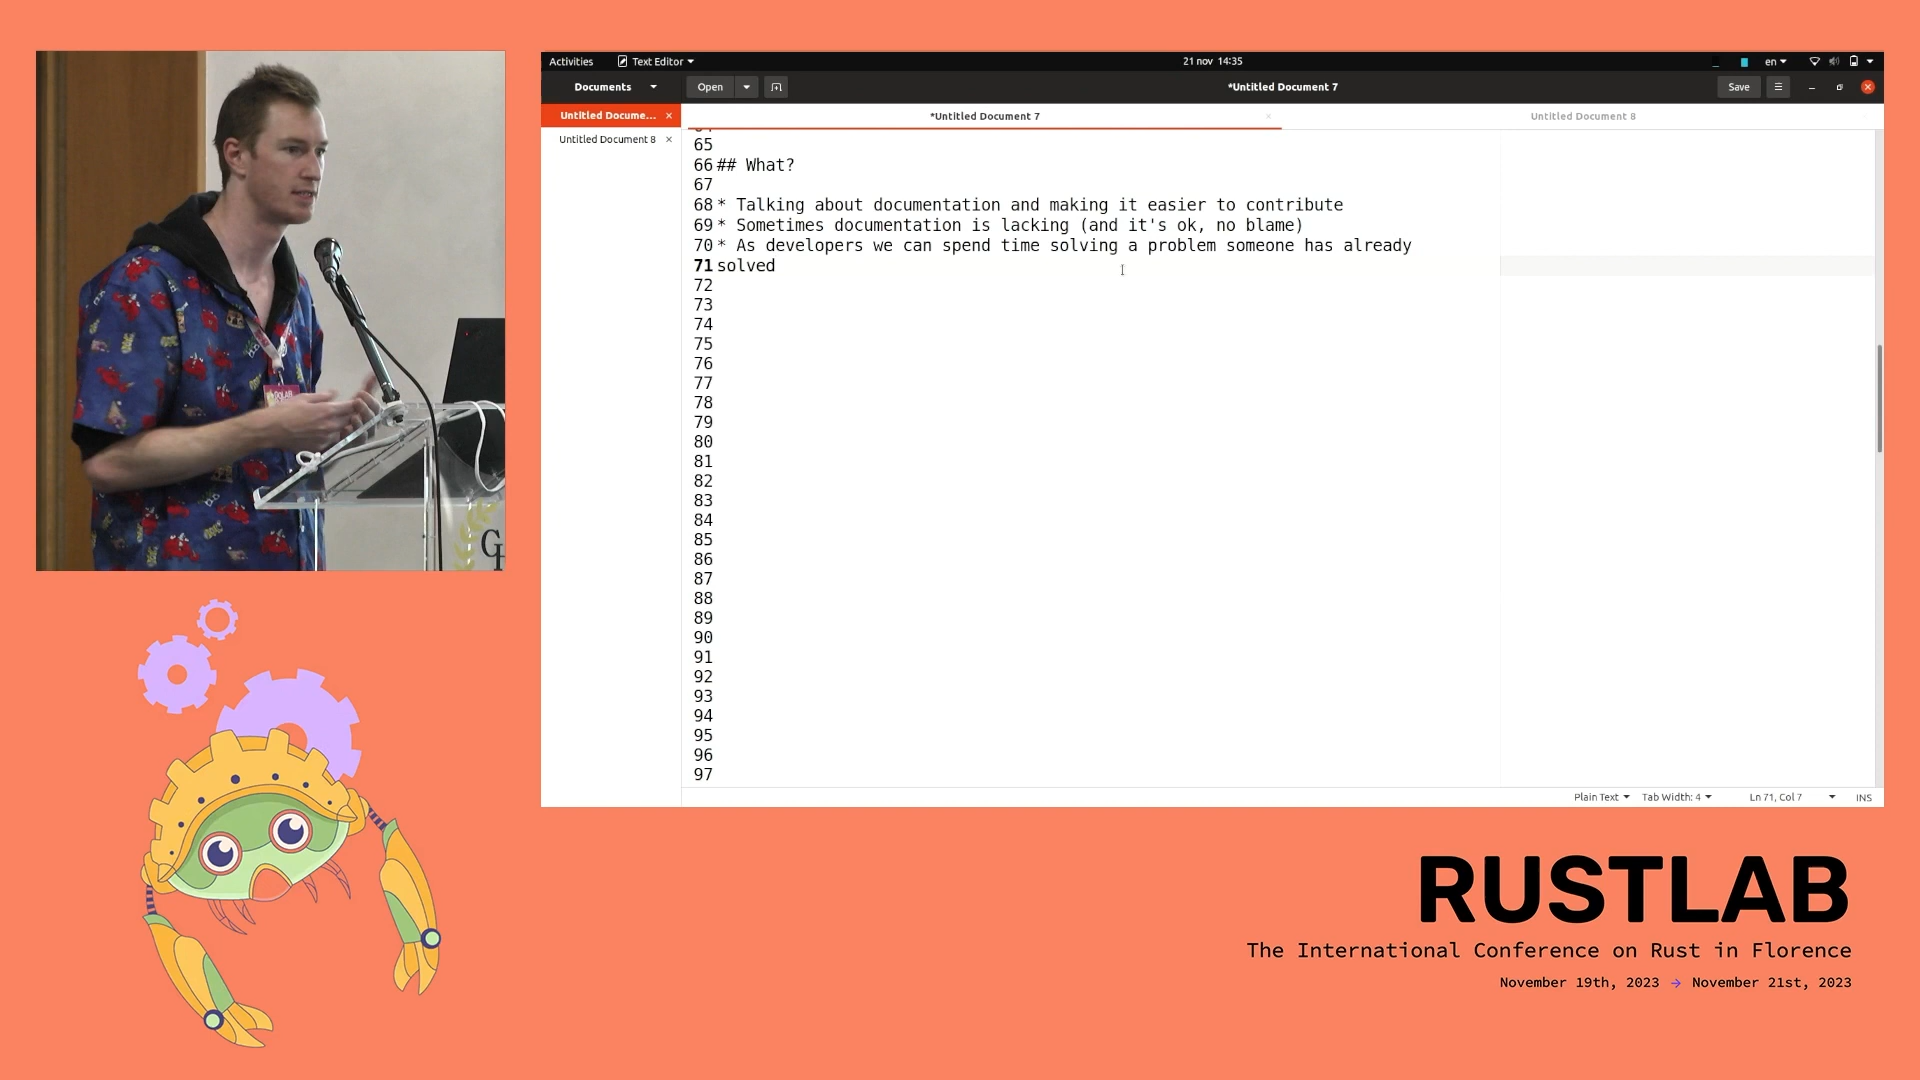 Activities
Text Editor
21 nov 14:35
en
Documents
Open
*Untitled Document 7
Save
Untitled Docume...
*Untitled Document 7
Untitled Document 8
Untitled Document 8
65
66 ## What?
67
68 * Talking about documentation and making it easier to contribute
69 * Sometimes documentation is lacking (and it's ok, no blame)
70 * As developers we can spend time solving a problem someone has already
71 solved
72
73
74
75
76
77
78
79
80
81
82
83
84
85
86
87
88
89
90
91
92
93
94
95
96
97
Plain Text
Tab Width: 4
Ln 71, Col 7
INS
RUSTLAB
The International Conference on Rust in Florence
November 19th, 2023 → November 21st, 2023